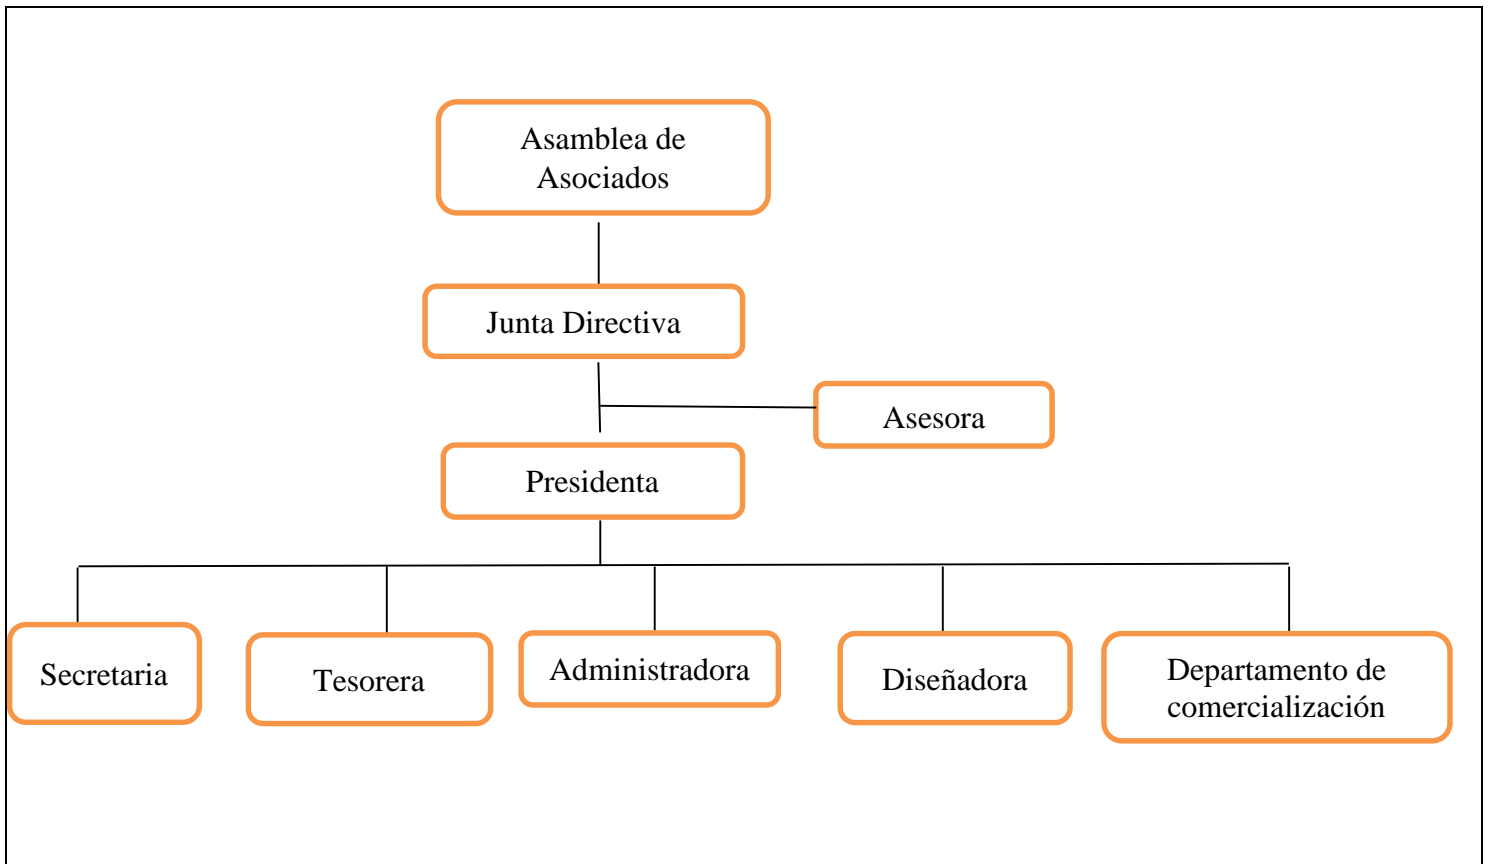 Asamblea de
Asociados
Junta Directiva
Asesora
Presidenta
Secretaria
Tesorera
Administradora
Diseñadora
Departamento de
comercialización